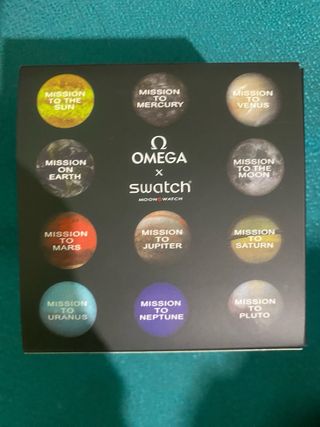 MISSION
TO THE
SUN
MISSION
TO
MERCURY
MISSION
TO
VENUS
MISSION
ON
EARTH
Ω
OMEGA
x
swatch
MOONSWATCH
MISSION
TO THE
MOON
MISSION
TO
MARS
MISSION
TO
JUPITER
MISSION
TO
SATURN
MISSION
TO
URANUS
MISSION
TO
NEPTUNE
MISSION
TO
PLUTO